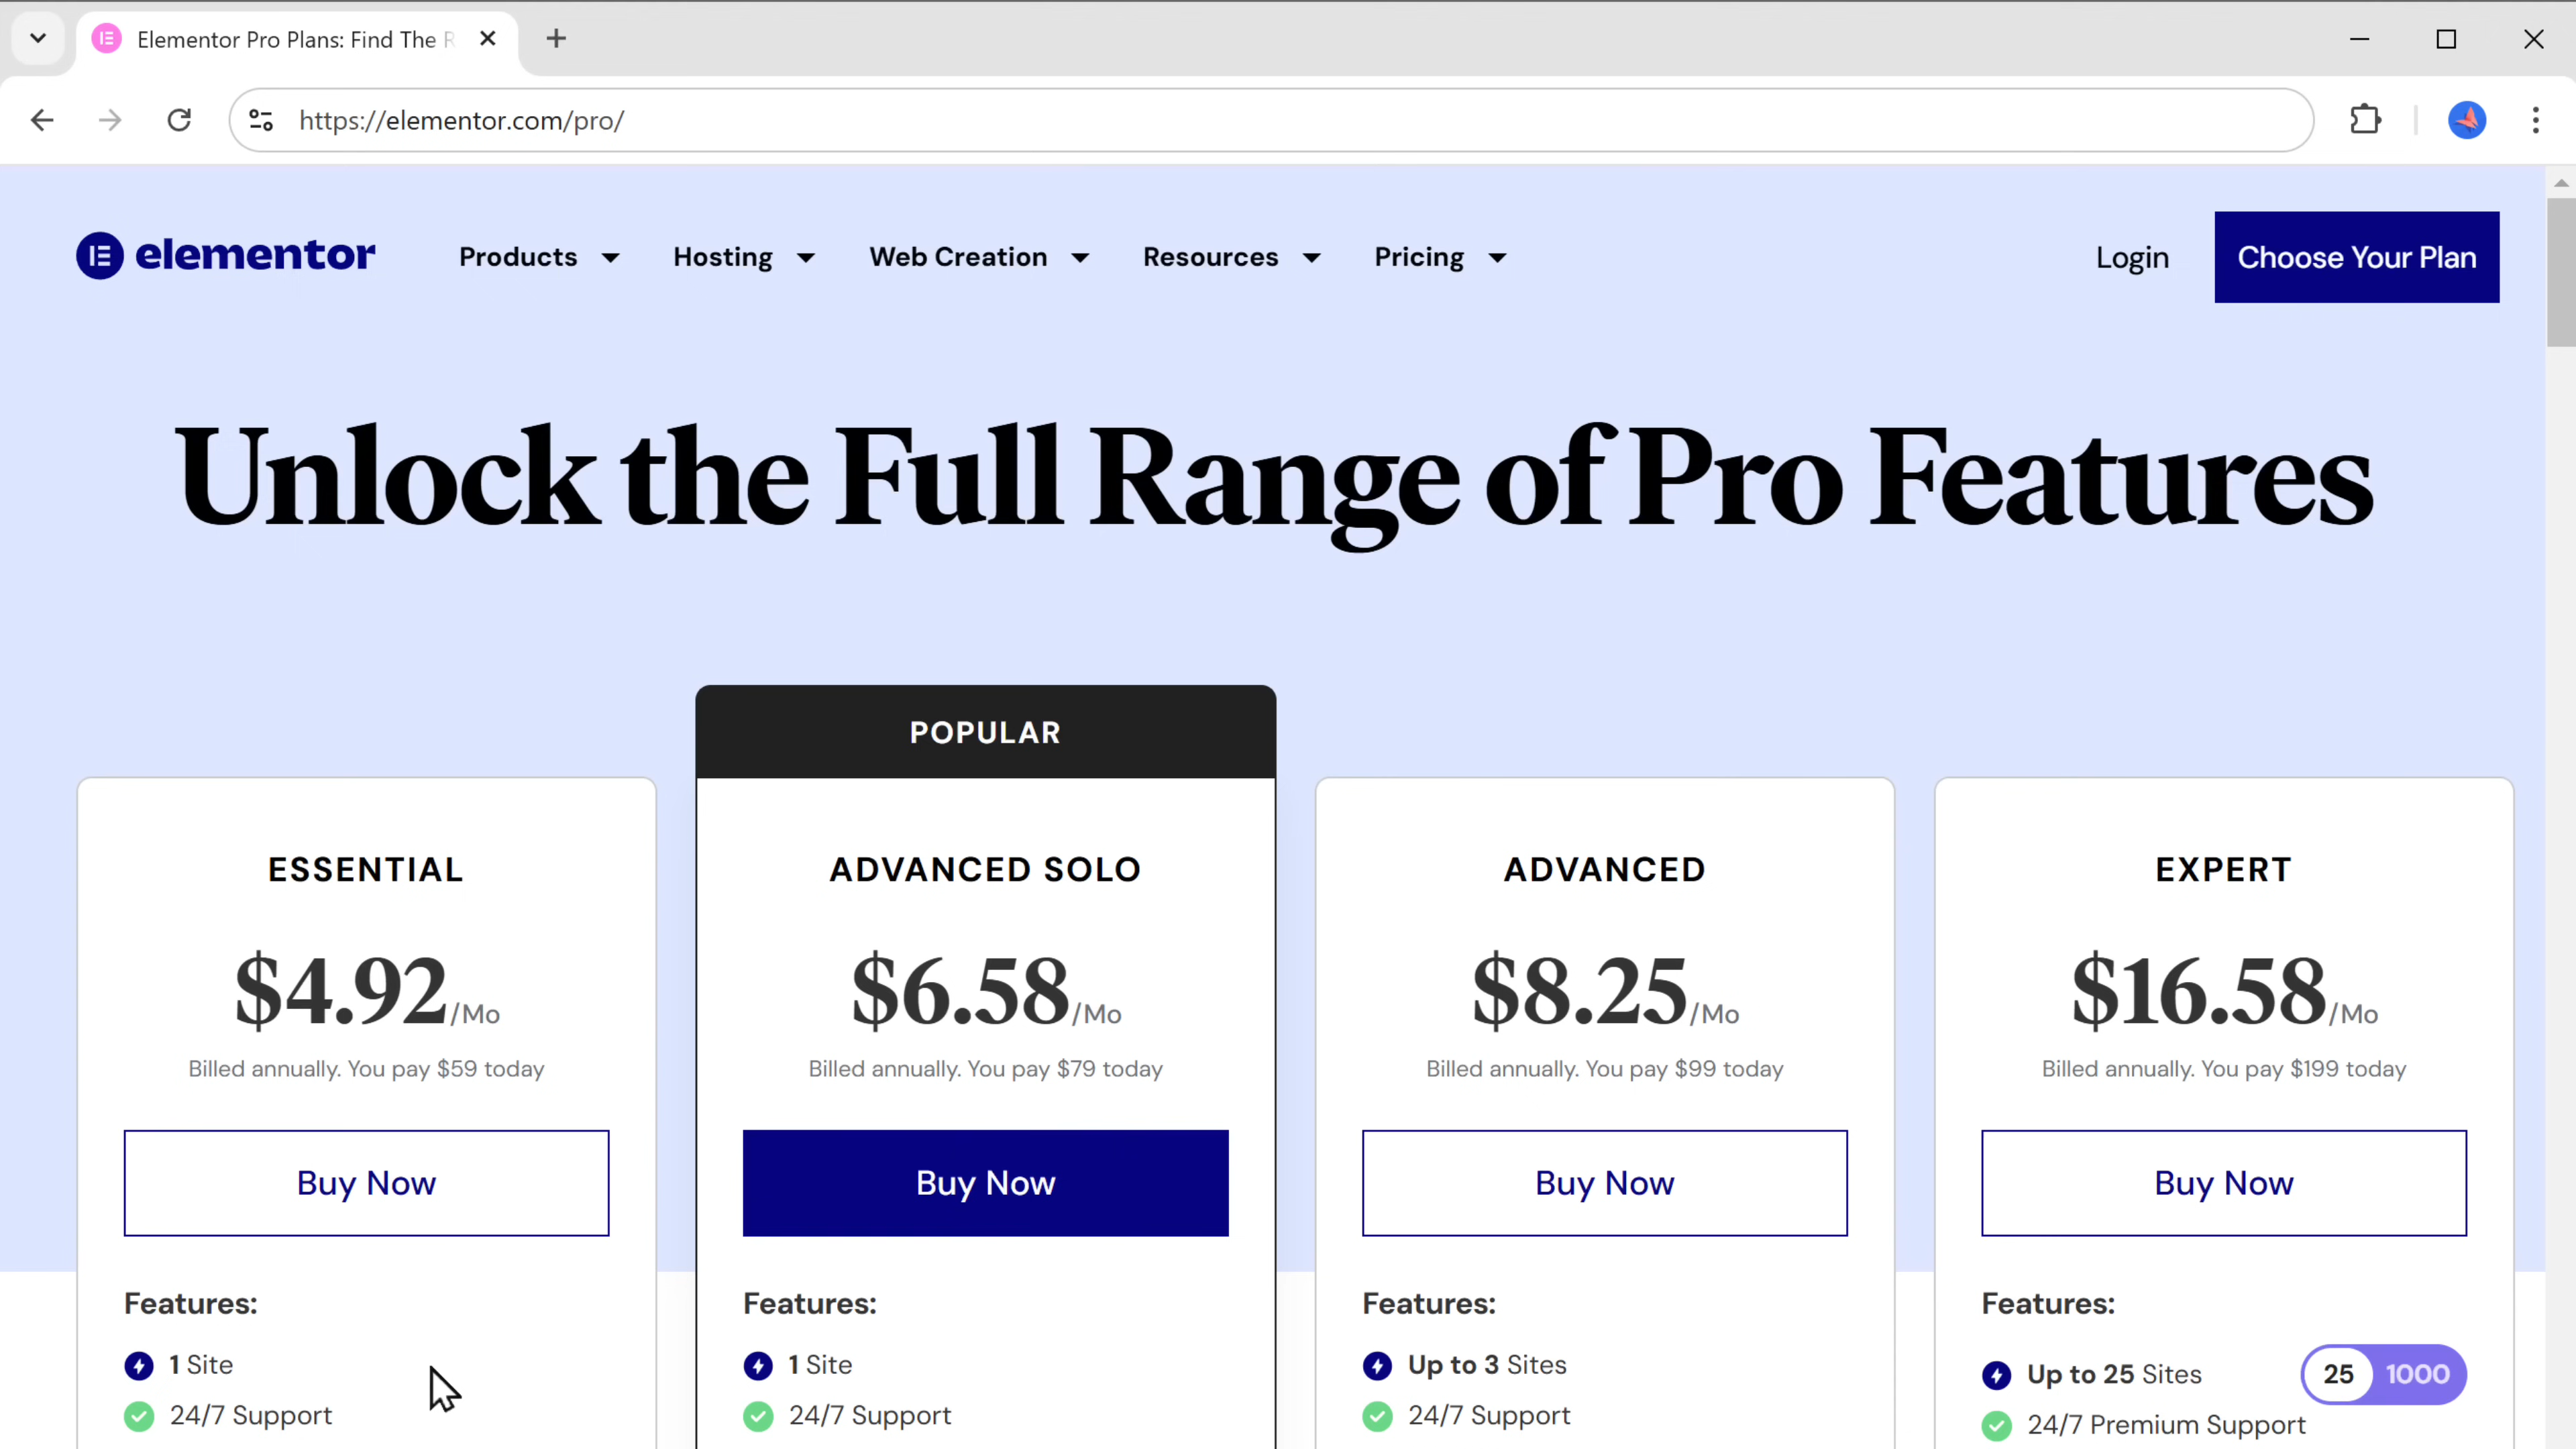 Elementor Pro Plans: Find The R
https://elementor.com/pro/
elementor
Products
Hosting
Web Creation
Resources
Pricing
Login
Choose Your Plan
Unlock the Full Range of Pro Features
POPULAR
ESSENTIAL
$4.92/Mo
Billed annually. You pay $59 today
Buy Now
Features:
1 Site
24/7 Support
ADVANCED SOLO
$6.58/Mo
Billed annually. You pay $79 today
Buy Now
Features:
1 Site
24/7 Support
ADVANCED
$8.25/Mo
Billed annually. You pay $99 today
Buy Now
Features:
Up to 3 Sites
24/7 Support
EXPERT
$16.58/Mo
Billed annually. You pay $199 today
Buy Now
Features:
Up to 25 Sites
25 1000
24/7 Premium Support